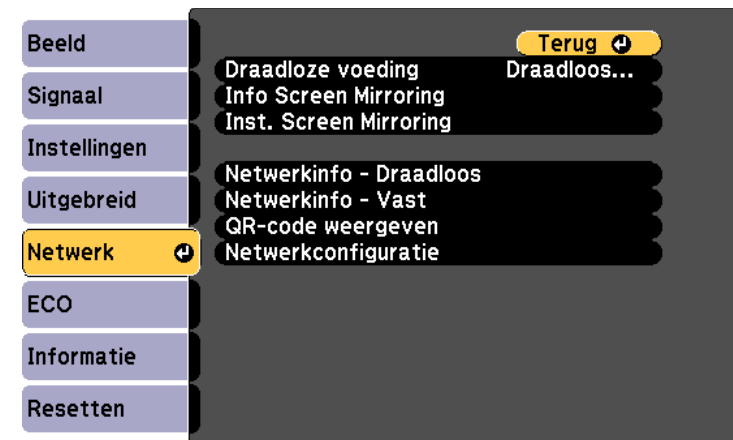 Beeld
Signaal
Instellingen
Uitgebreid
Netwerk
ECO
Informatie
Resetten
Terug
Draadloze voeding Draadloos...
Info Screen Mirroring
Inst. Screen Mirroring
Netwerkinfo - Draadloos
Netwerkinfo - Vast
QR-code weergeven
Netwerkconfiguratie